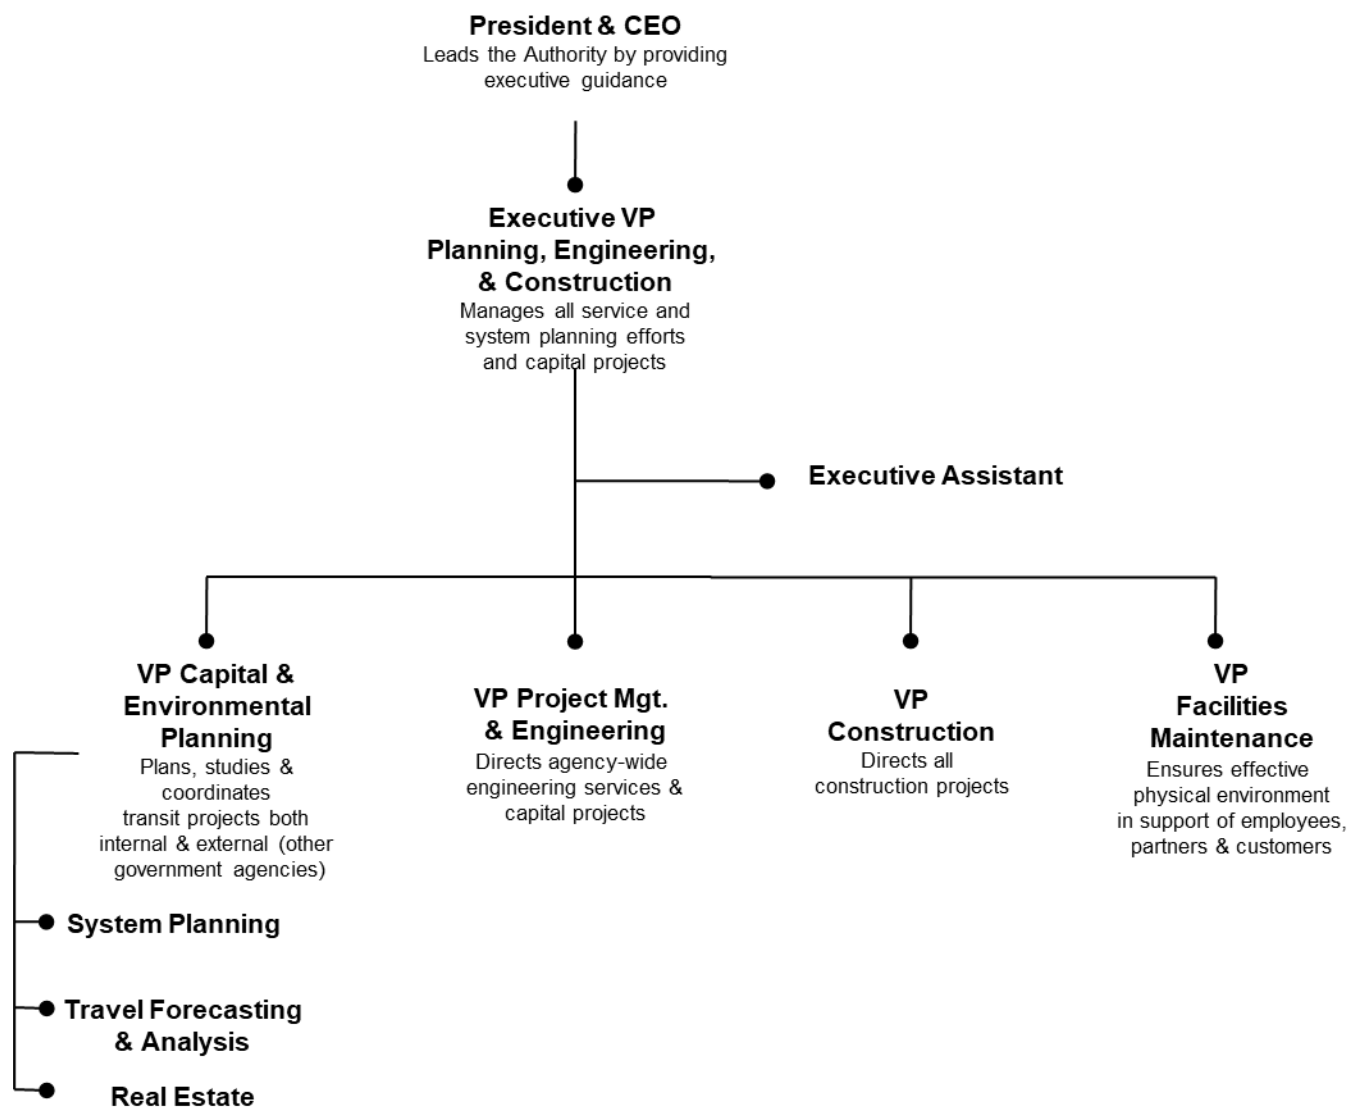 President & CEO
Leads the Authority by providing
executive guidance
Executive VP
Planning, Engineering,
& Construction
Manages all service and
system planning efforts
and capital projects
Executive Assistant
VP Capital &
Environmental
Planning
Plans, studies &
coordinates
transit projects both
internal & external (other
government agencies)
VP Project Mgt.
& Engineering
Directs agency-wide
engineering services &
capital projects
VP
Construction
Directs all
construction projects
VP
Facilities
Maintenance
Ensures effective
physical environment
in support of employees,
partners & customers
System Planning
Travel Forecasting
& Analysis
Real Estate